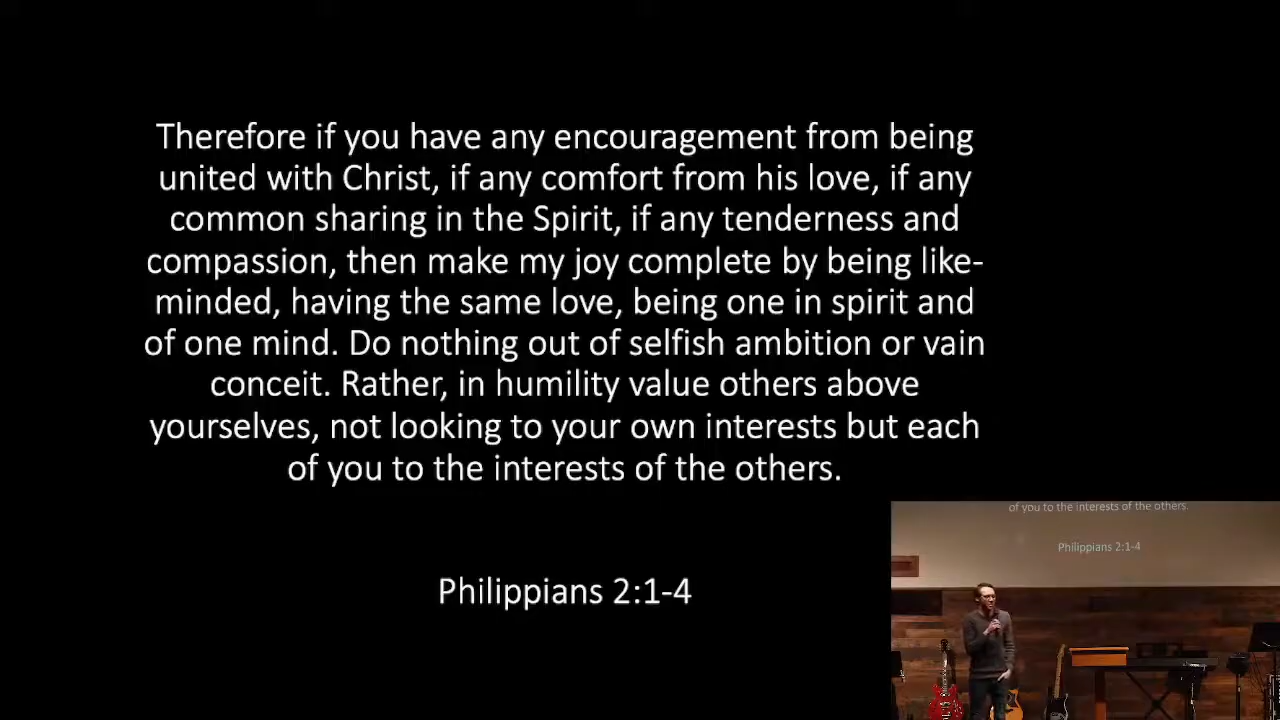 Therefore if you have any encouragement from being
united with Christ, if any comfort from his love, if any
common sharing in the Spirit, if any tenderness and
compassion, then make my joy complete by being like-
minded, having the same love, being one in spirit and
of one mind. Do nothing out of selfish ambition or vain
conceit. Rather, in humility value others above
yourselves, not looking to your own interests but each
of you to the interests of the others.
Philippians 2:1-4
of you to the interests of the others.
Philippians 2:1-4